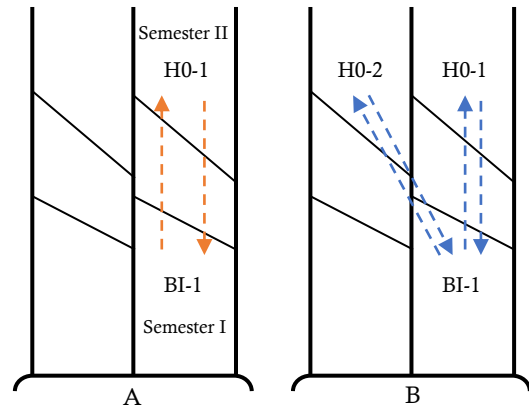 Semester II
H0-1
BI-1
Semester I
A
H0-2 H0-1
BI-1
B